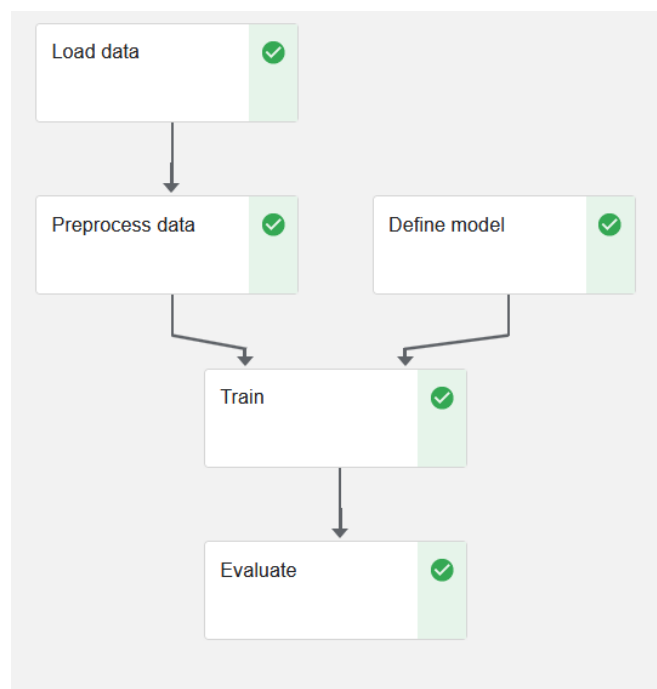 Load data
Preprocess data
Define model
Train
Evaluate